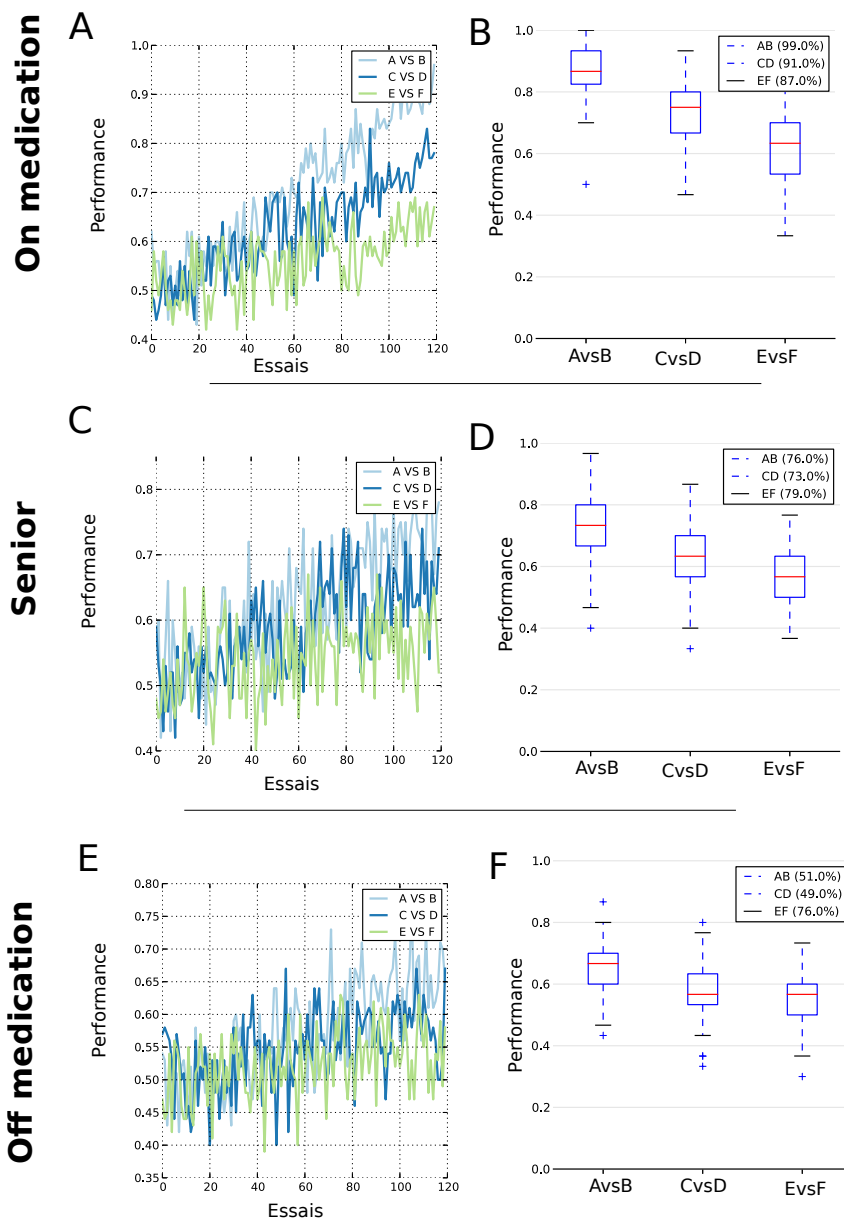 On medication
A
Performance
1.0
0.9
0.8
0.7
0.6
0.5
0.4
0 20 40 60 80 100 120
Essais
A VS B
C VS D
E VS F
B
Performance
1.0
0.8
0.6
0.4
0.2
0.0
AvsB CvsD EvsF
AB (99.0%)
CD (91.0%)
EF (87.0%)
Senior
C
Performance
0.8
0.7
0.6
0.5
0.4
0 20 40 60 80 100 120
Essais
A VS B
C VS D
E VS F
D
Performance
1.0
0.8
0.6
0.4
0.2
0.0
AvsB CvsD EvsF
AB (76.0%)
CD (73.0%)
EF (79.0%)
Off medication
E
Performance
0.80
0.75
0.70
0.65
0.60
0.55
0.50
0.45
0.40
0.35
0 20 40 60 80 100 120
Essais
A VS B
C VS D
E VS F
F
Performance
1.0
0.8
0.6
0.4
0.2
0.0
AvsB CvsD EvsF
AB (51.0%)
CD (49.0%)
EF (76.0%)